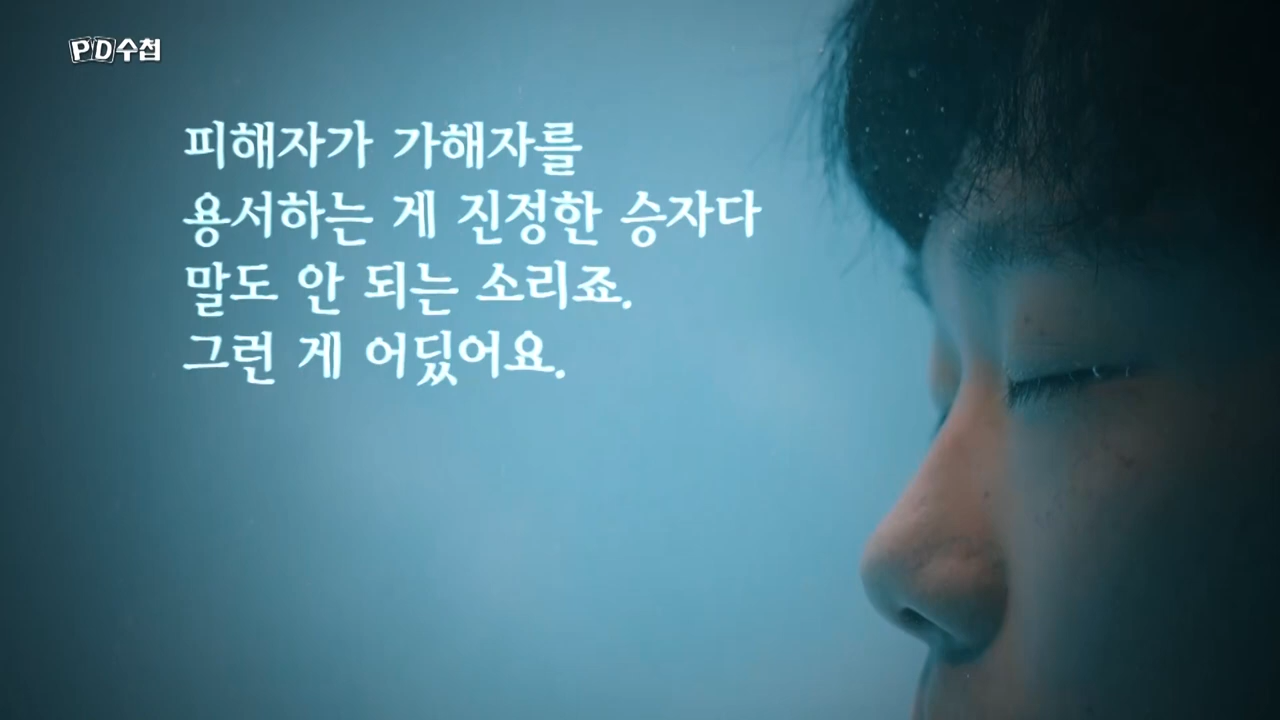 PD수첩
피해자가 가해자를
용서하는 게 진정한 승자다
말도 안 되는 소리죠.
그런 게 어딨어요.